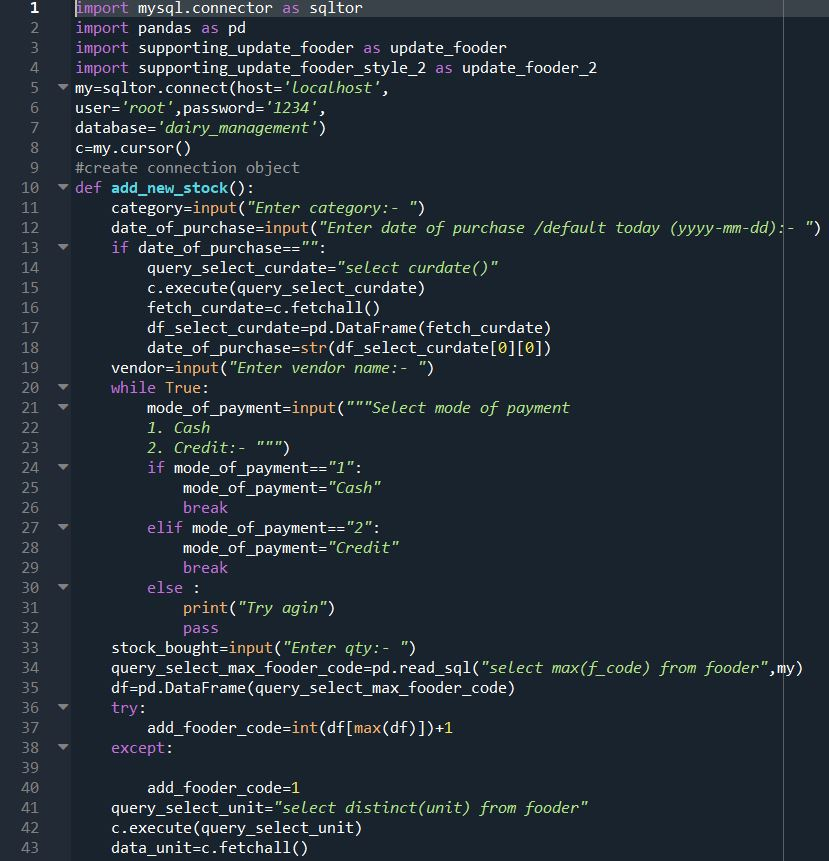 1 import mysql.connector as sqltor
2 import pandas as pd
3 import supporting_update_fooder as update_fooder
4 import supporting_update_fooder_style_2 as update_fooder_2
5 my=sqltor.connect(host='localhost',
6 user='root',password='1234',
7 database='dairy_management')
8 c=my.cursor()
9 #create connection object
10 def add_new_stock():
11     category=input("Enter category:- ")
12     date_of_purchase=input("Enter date of purchase /default today (yyyy-mm-dd):- ")
13     if date_of_purchase=="":
14         query_select_curdate="select curdate()"
15         c.execute(query_select_curdate)
16         fetch_curdate=c.fetchall()
17         df_select_curdate=pd.DataFrame(fetch_curdate)
18         date_of_purchase=str(df_select_curdate[0][0])
19     vendor=input("Enter vendor name:- ")
20     while True:
21         mode_of_payment=input("""Select mode of payment
22         1. Cash
23         2. Credit:- """)
24         if mode_of_payment=="1":
25             mode_of_payment="Cash"
26             break
27         elif mode_of_payment=="2":
28             mode_of_payment="Credit"
29             break
30         else :
31             print("Try agin")
32             pass
33     stock_bought=input("Enter qty:- ")
34     query_select_max_fooder_code=pd.read_sql("select max(f_code) from fooder",my)
35     df=pd.DataFrame(query_select_max_fooder_code)
36     try:
37         add_fooder_code=int(df[max(df)])+1
38     except:
39
40         add_fooder_code=1
41     query_select_unit="select distinct(unit) from fooder"
42     c.execute(query_select_unit)
43     data_unit=c.fetchall()